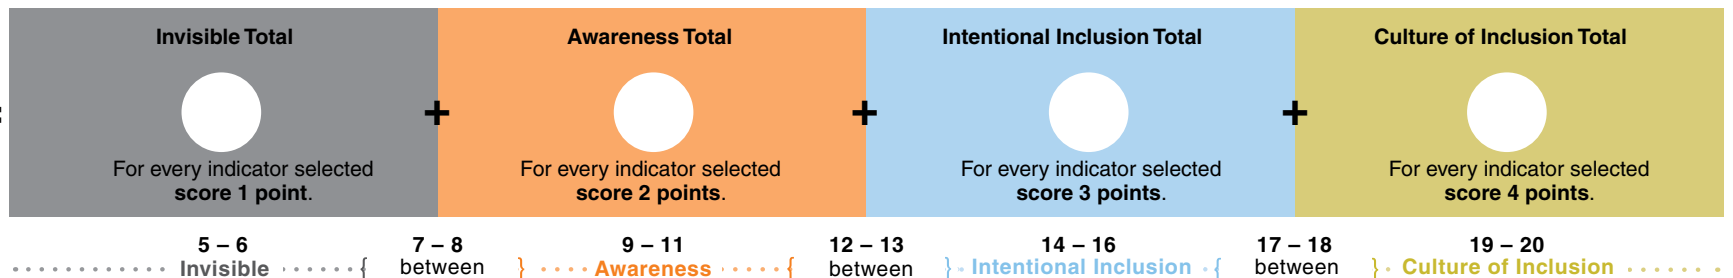 Invisible Total
Awareness Total
Intentional Inclusion Total
Culture of Inclusion Total
+
+
+
For every indicator selected
score 1 point.
For every indicator selected
score 2 points.
For every indicator selected
score 3 points.
For every indicator selected
score 4 points.
5 – 6
7 – 8
9 – 11
12 – 13
14 – 16
17 – 18
19 – 20
Invisible
between
Awareness
between
Intentional Inclusion
between
Culture of Inclusion